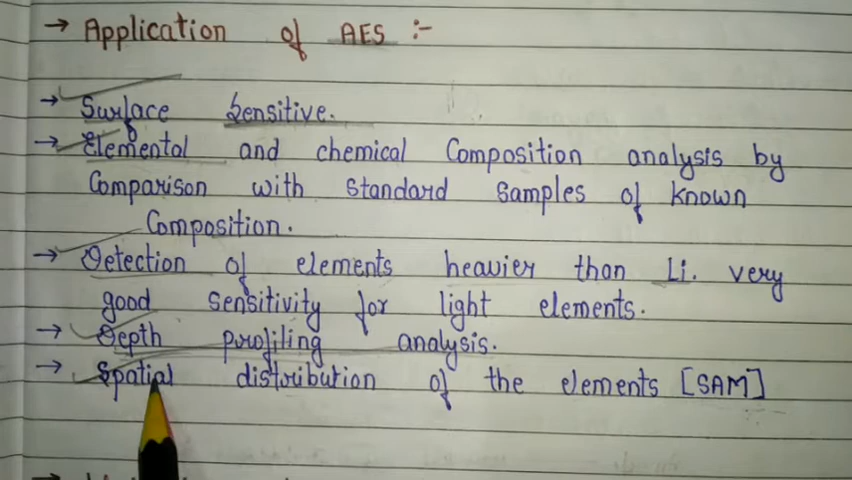 → Application of AES :-
→ Surface Sensitive.
→ Elemental and chemical Composition analysis by
Comparison with standard samples of known
Composition.
→ Detection of elements heavier than Li. very
good sensitivity for light elements.
→ Depth profiling analysis.
→ Spatial distribution of the elements [SAM]